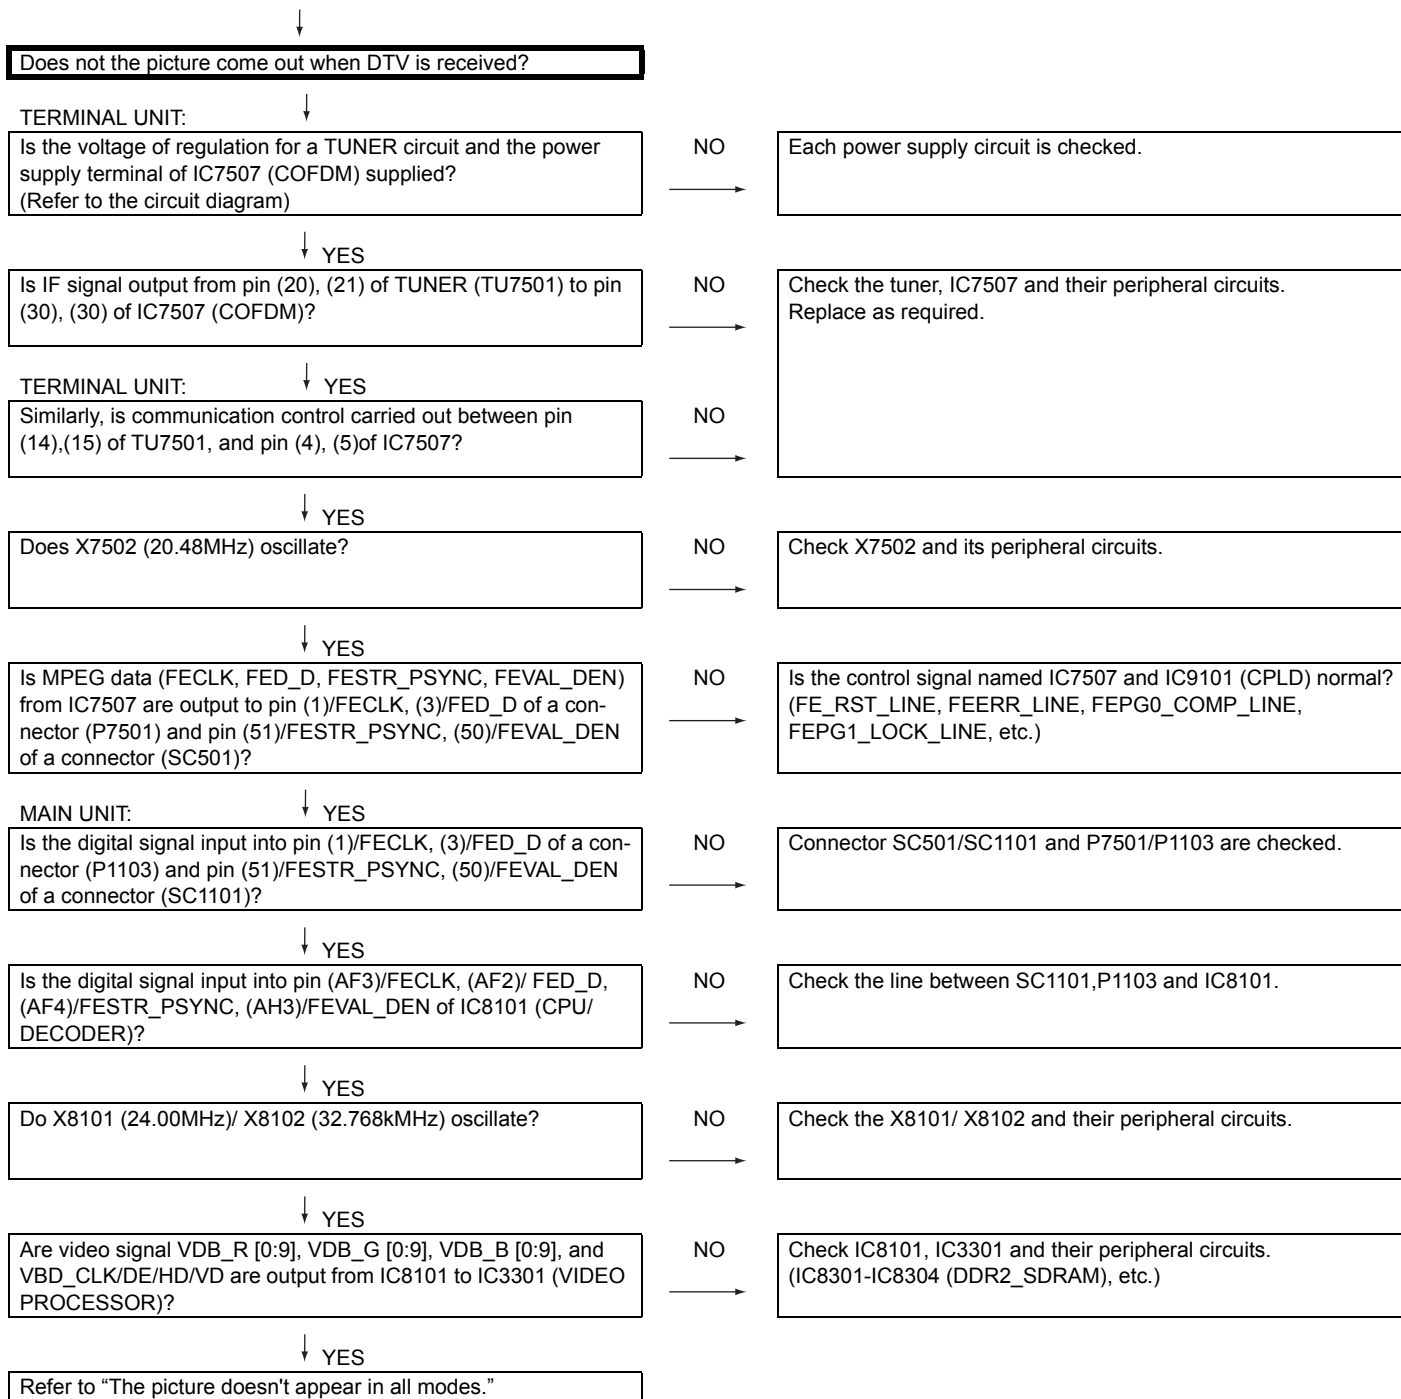 Does not the picture come out when DTV is received?
TERMINAL UNIT:
Is the voltage of regulation for a TUNER circuit and the power
supply terminal of IC7507 (COFDM) supplied?
(Refer to the circuit diagram)
NO
Each power supply circuit is checked.
YES
Is IF signal output from pin (20), (21) of TUNER (TU7501) to pin
(30), (30) of IC7507 (COFDM)?
NO
Check the tuner, IC7507 and their peripheral circuits.
Replace as required.
TERMINAL UNIT:
YES
Similarly, is communication control carried out between pin
(14),(15) of TU7501, and pin (4), (5)of IC7507?
NO
YES
Does X7502 (20.48MHz) oscillate?
NO
Check X7502 and its peripheral circuits.
YES
Is MPEG data (FECLK, FED_D, FESTR_PSYNC, FEVAL_DEN)
from IC7507 are output to pin (1)/FECLK, (3)/FED_D of a con-
nector (P7501) and pin (51)/FESTR_PSYNC, (50)/FEVAL_DEN
of a connector (SC501)?
NO
Is the control signal named IC7507 and IC9101 (CPLD) normal?
(FE_RST_LINE, FEERR_LINE, FEPG0_COMP_LINE,
FEPG1_LOCK_LINE, etc.)
MAIN UNIT:
YES
Is the digital signal input into pin (1)/FECLK, (3)/FED_D of a con-
nector (P1103) and pin (51)/FESTR_PSYNC, (50)/FEVAL_DEN
of a connector (SC1101)?
NO
Connector SC501/SC1101 and P7501/P1103 are checked.
YES
Is the digital signal input into pin (AF3)/FECLK, (AF2)/ FED_D,
(AF4)/FESTR_PSYNC, (AH3)/FEVAL_DEN of IC8101 (CPU/
DECODER)?
NO
Check the line between SC1101,P1103 and IC8101.
YES
Do X8101 (24.00MHz)/ X8102 (32.768kMHz) oscillate?
NO
Check the X8101/ X8102 and their peripheral circuits.
YES
Are video signal VDB_R [0:9], VDB_G [0:9], VDB_B [0:9], and
VBD_CLK/DE/HD/VD are output from IC8101 to IC3301 (VIDEO
PROCESSOR)?
NO
Check IC8101, IC3301 and their peripheral circuits.
(IC8301-IC8304 (DDR2_SDRAM), etc.)
YES
Refer to “The picture doesn't appear in all modes.”